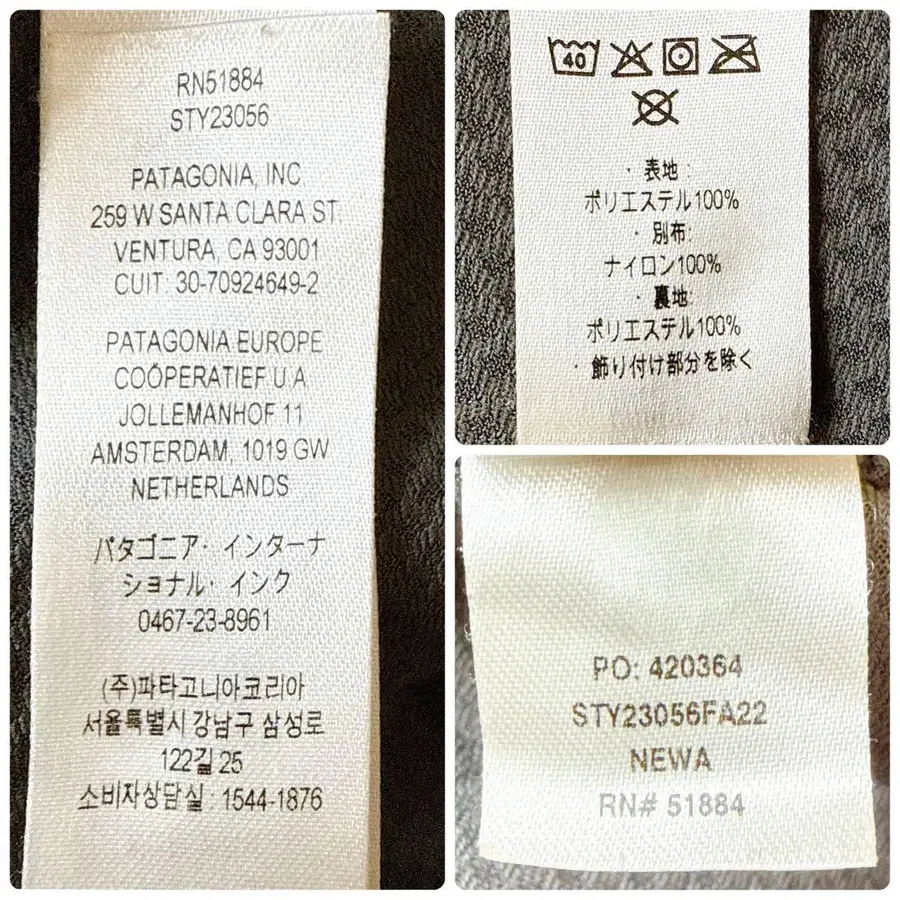 RN51884
STY23056
PATAGONIA, INC
259 W SANTA CLARA ST.
VENTURA, CA 93001
CUIT: 30-70924649-2
PATAGONIA EUROPE
COÖPERATIEF U.A
JOLLEMANHOF 11
AMSTERDAM, 1019 GW
NETHERLANDS
パタゴニア・インターナ
ショナル・インク
0467-23-8961
(주)파타고니아코리아
서울특별시 강남구 삼성로
122길 25
소비자상담실 : 1544-1876
40
・表地:
ポリエステル100%
・別布:
ナイロン100%
・裏地:
ポリエステル100%
・飾り付け部分を除く
PO: 420364
STY23056FA22
NEWA
RN# 51884